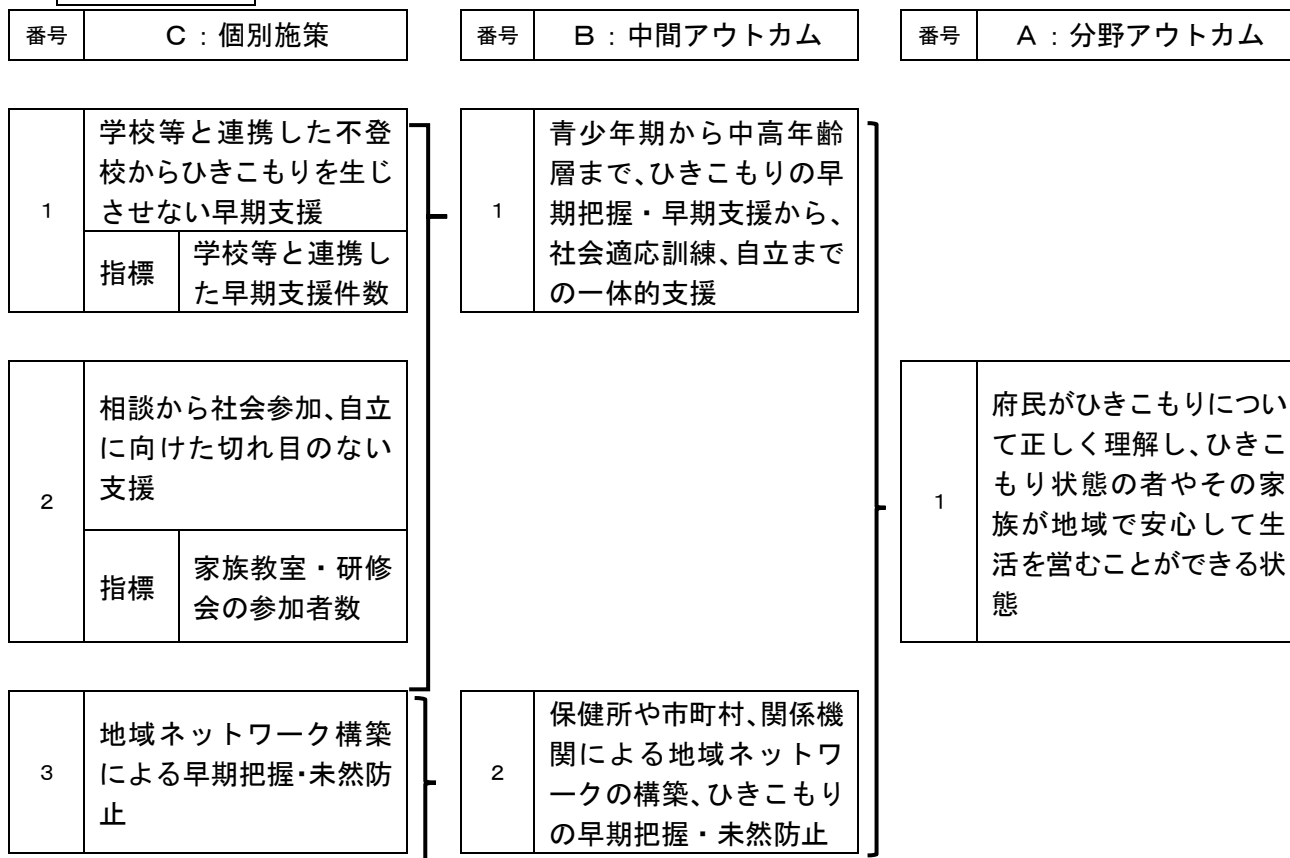 番号 C：個別施策
番号 B：中間アウトカム
番号 A：分野アウトカム
1
学校等と連携した不登
校からひきこもりを生じ
させない早期支援
指標
学校等と連携し
た早期支援件数
1
青少年期から中高年齢
層まで、ひきこもりの早
期把握・早期支援から、
社会適応訓練、自立まで
の一体的支援
2
相談から社会参加、自立
に向けた切れ目のない
支援
指標
家族教室・研修
会の参加者数
1
府民がひきこもりについ
て正しく理解し、ひきこ
もり状態の者やその家
族が地域で安心して生
活を営むことができる状
態
3
地域ネットワーク構築
による早期把握・未然防
止
2
保健所や市町村、関係機
関による地域ネットワ
ークの構築、ひきこもり
の早期把握・未然防止